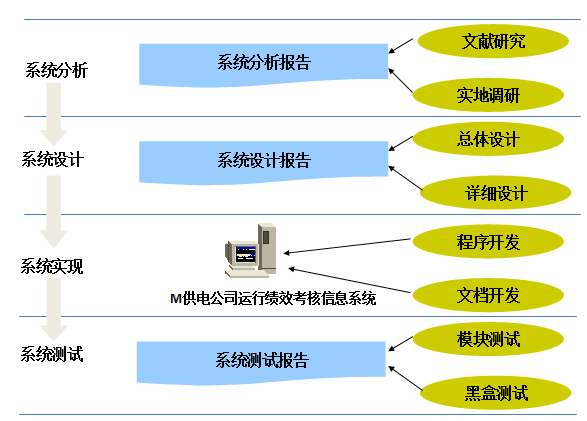 系统分析
系统分析报告
文献研究
实地调研
系统设计
系统设计报告
总体设计
详细设计
系统实现
M供电公司运行绩效考核信息系统
程序开发
文档开发
系统测试
系统测试报告
模块测试
黑盒测试